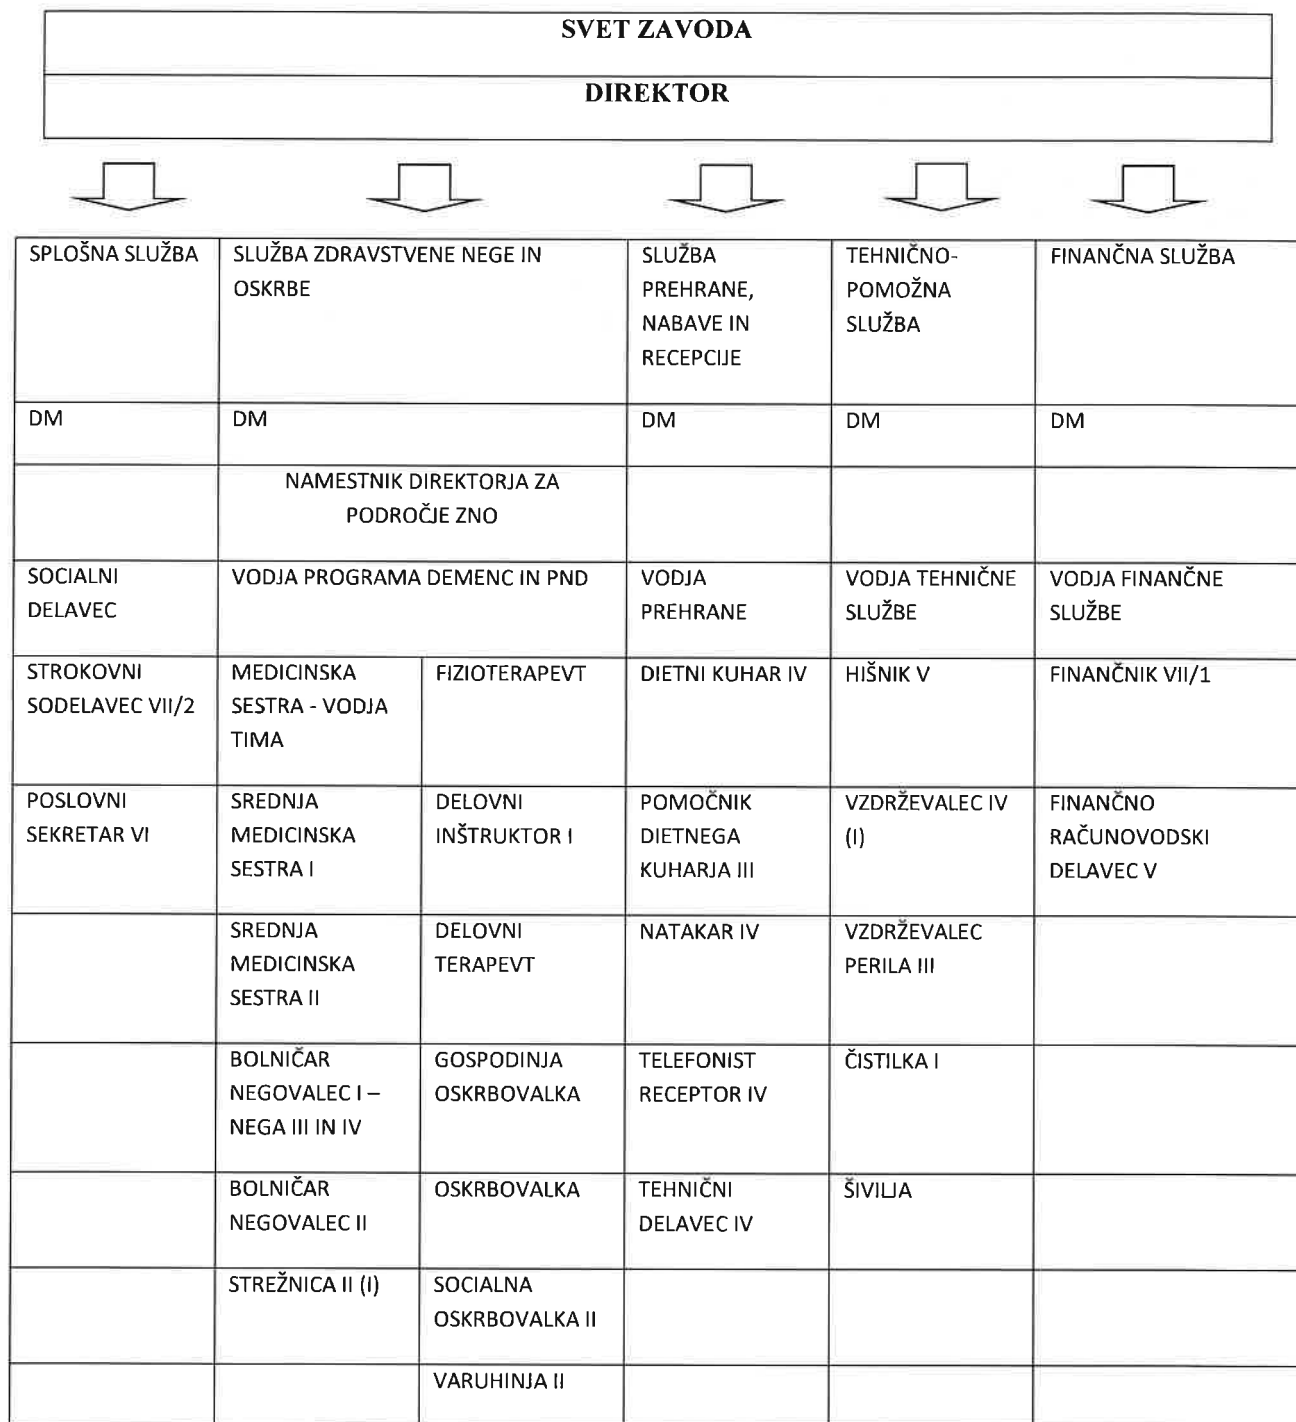 SVET ZAVODA
DIREKTOR
SPLOŠNA SLUŽBA
SLUŽBA ZDRAVSTVENE NEGE IN
OSKRBE
SLUŽBA
PREHRANE,
NABAVE IN
RECEPCIJE
TEHNIČNO-
POMOŽNA
SLUŽBA
FINANČNA SLUŽBA
DM
DM
DM
DM
DM
NAMESTNIK DIREKTORJA ZA
PODROČJE ZNO
SOCIALNI
DELAVEC
VODJA PROGRAMA DEMENC IN PND
VODJA
PREHRANE
VODJA TEHNIČNE
SLUŽBE
VODJA FINANČNE
SLUŽBE
STROKOVNI
SODELAVEC VII/2
MEDICINSKA
SESTRA - VODJA
TIMA
FIZIOTERAPEVT
DIETNI KUHAR IV
HIŠNIK V
FINANČNIK VII/1
POSLOVNI
SEKRETAR VI
SREDNJA
MEDICINSKA
SESTRA I
DELOVNI
INŠTRUKTOR I
POMOČNIK
DIETNEGA
KUHARJA III
VZDRŽEVALEC IV
(I)
FINANČNO
RAČUNOVODSKI
DELAVEC V
SREDNJA
MEDICINSKA
SESTRA II
DELOVNI
TERAPEVT
NATAKAR IV
VZDRŽEVALEC
PERILA III
BOLNIČAR
NEGOVALEC I –
NEGA III IN IV
GOSPODINJA
OSKRBOVALKA
TELEFONIST
RECEPTOR IV
ČISTILKA I
BOLNIČAR
NEGOVALEC II
OSKRBOVALKA
TEHNIČNI
DELAVEC IV
ŠIVILJA
STREŽNICA II (I)
SOCIALNA
OSKRBOVALKA II
VARUHINJA II